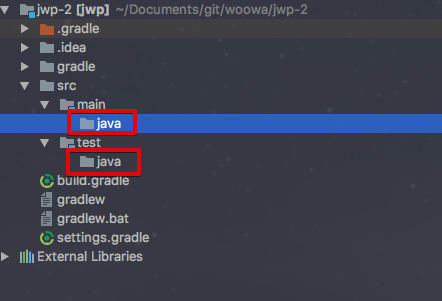 jwp-2 [jwp] ~/Documents/git/woowa/jwp-2
.gradle
.idea
gradle
src
main
java
test
java
build.gradle
gradlew
gradlew.bat
settings.gradle
External Libraries